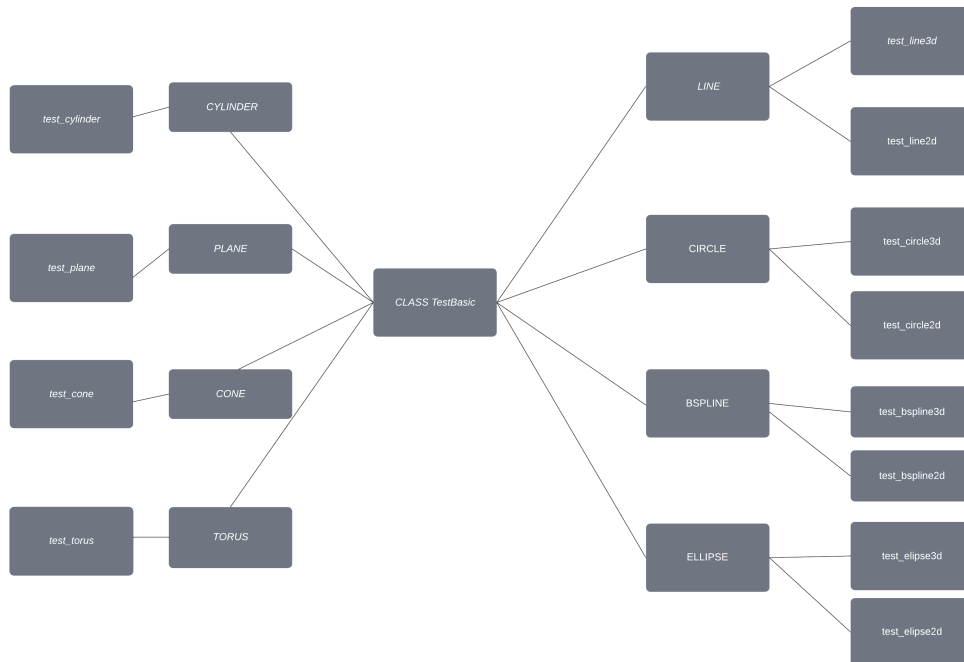 test_cylinder
CYLINDER
test_plane
PLANE
test_cone
CONE
test_torus
TORUS
CLASS TestBasic
LINE
test_line3d
test_line2d
CIRCLE
test_circle3d
test_circle2d
BSPLINE
test_bspline3d
test_bspline2d
ELLIPSE
test_elipse3d
test_elipse2d